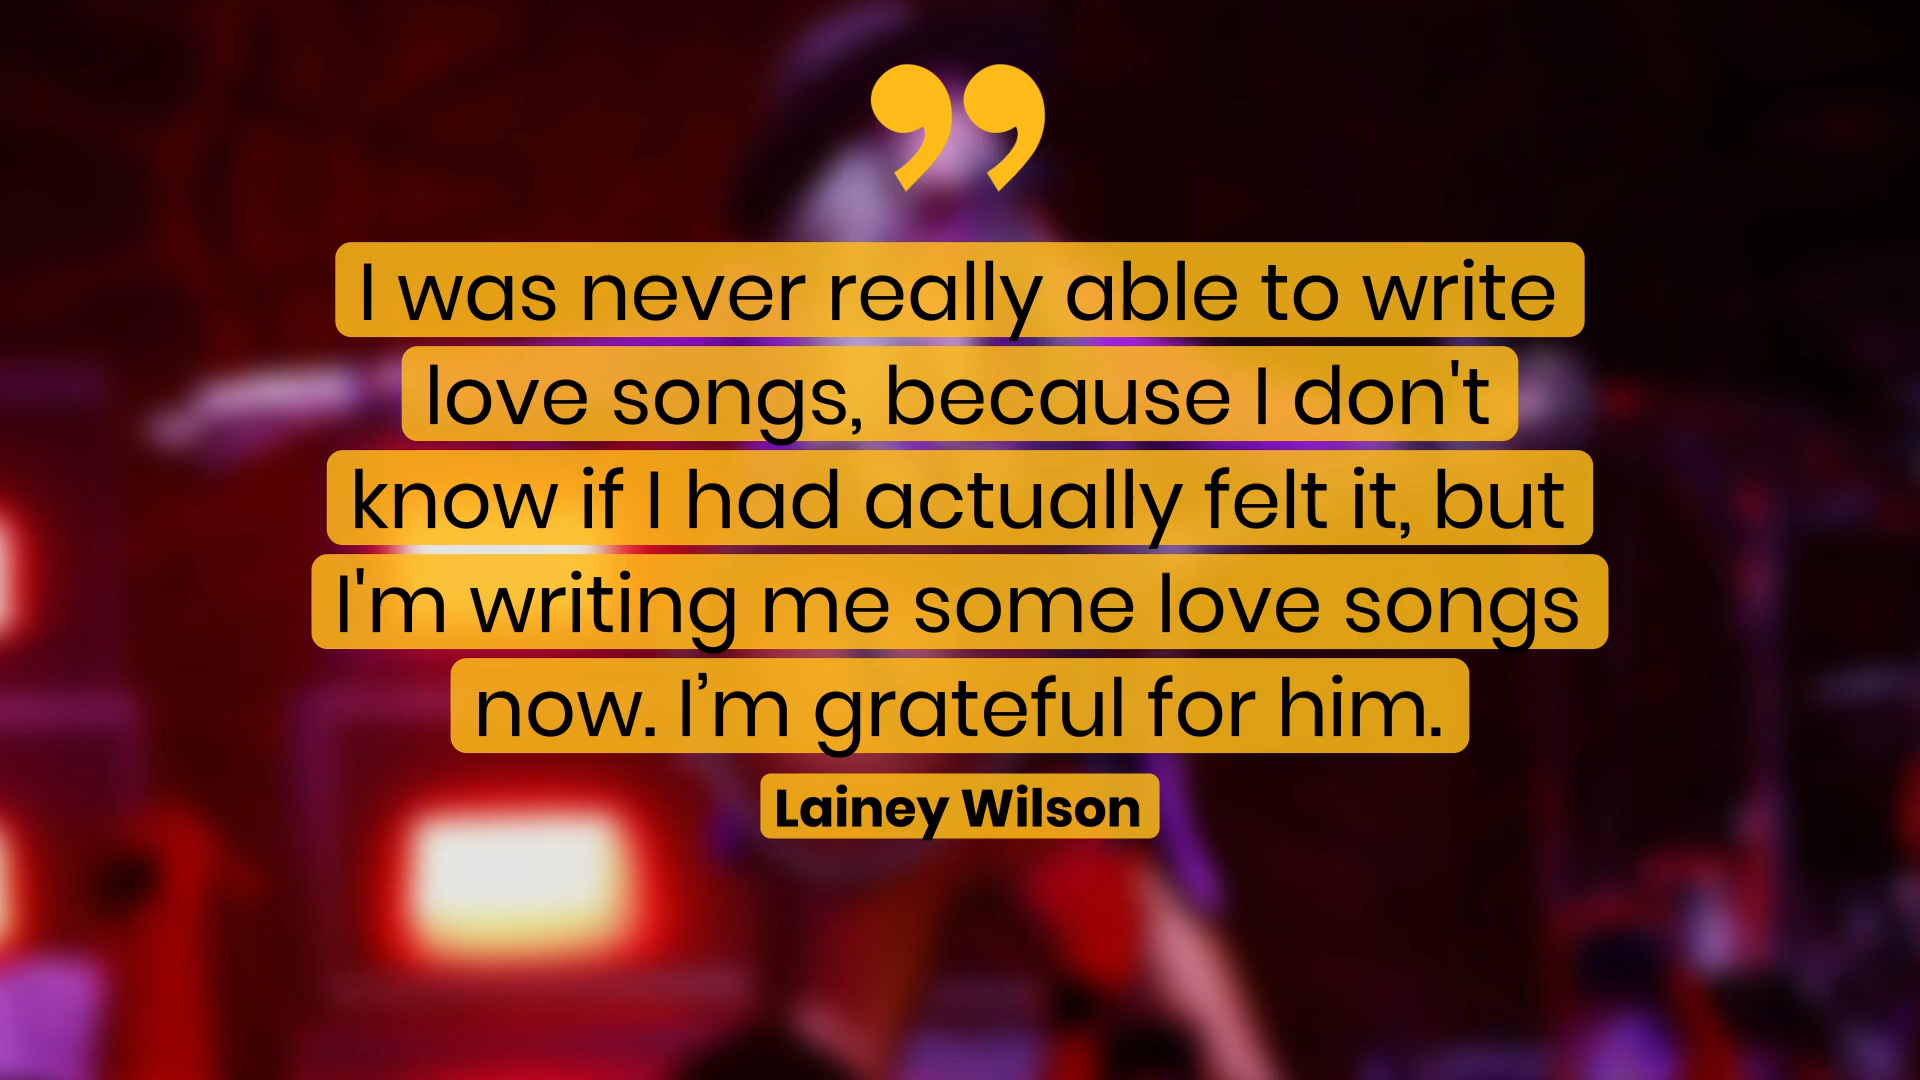 ”
I was never really able to write
love songs, because I don't
know if I had actually felt it, but
I'm writing me some love songs
now. I’m grateful for him.
Lainey Wilson